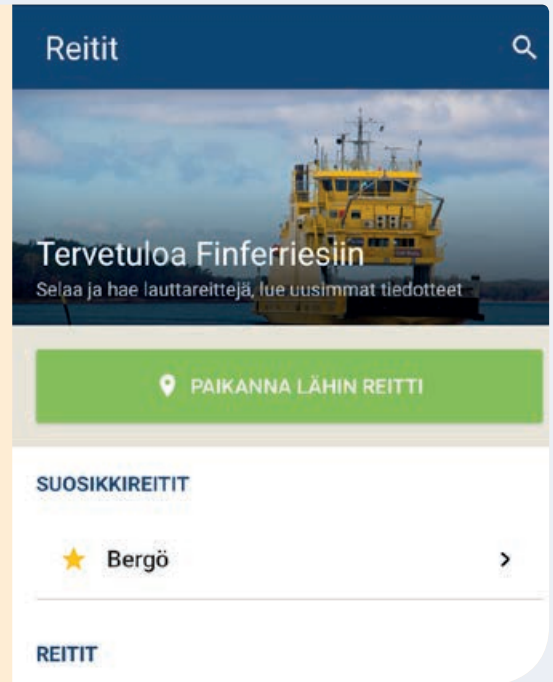 Reitit
Tervetuloa Finferriesiin
Selaa ja hae lauttareittejä, lue uusimmat tiedotteet
PAIKANNA LÄHIN REITTI
SUOSIKKIREITIT
Bergö
REITIT